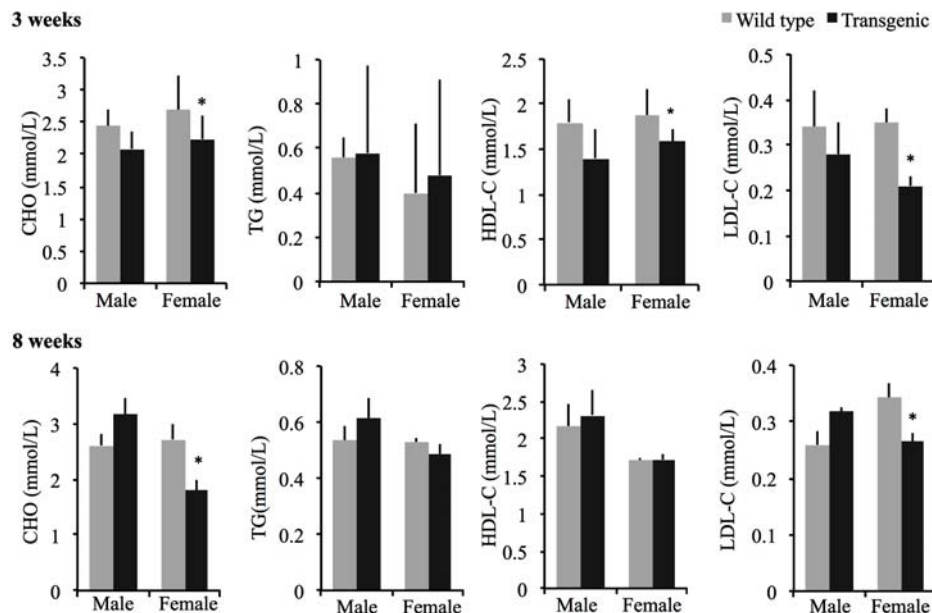 3 weeks
Wild type Transgenic
CHO (mmol/L)
3.5
3
2.5
2
1.5
1
0.5
0
Male Female
*
TG (mmol/L)
1
0.8
0.6
0.4
0.2
0
Male Female
HDL-C (mmol/L)
2.5
2
1.5
1
0.5
0
Male Female
*
LDL-C (mmol/L)
0.5
0.4
0.3
0.2
0.1
0
Male Female
*
8 weeks
CHO (mmol/L)
4
3
2
1
0
Male Female
*
TG(mmol/L)
0.8
0.6
0.4
0.2
0
Male Female
HDL-C (mmol/L)
3
2.5
2
1.5
1
0.5
0
Male Female
LDL-C (mmol/L)
0.4
0.3
0.2
0.1
0
Male Female
*